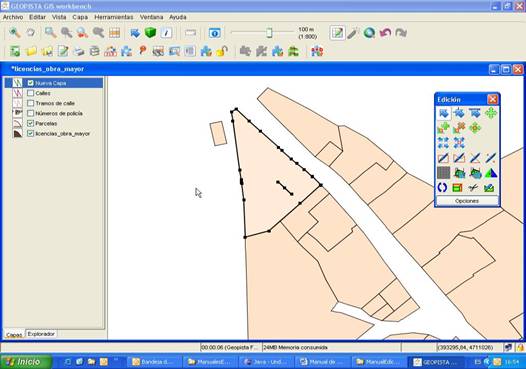 GEOPISTA GIS workbench
Archivo Editar Vista Capa Herramientas Ventana Ayuda
100 m
(1:800)
*licencias_obra_mayor
Nueva Capa
Calles
Tramos de calle
Números de policía
Parcelas
licencias_obra_mayor
Edición
Opciones
Capas Explorador
00:00:06 (Geopista F... 24MB Memoria consumida (393295,84, 4711026)
Inicio Bandeja d... ManualesE... Java - Und... Manual de ... ManualEdic... GEOPISTA ... ES 16:54